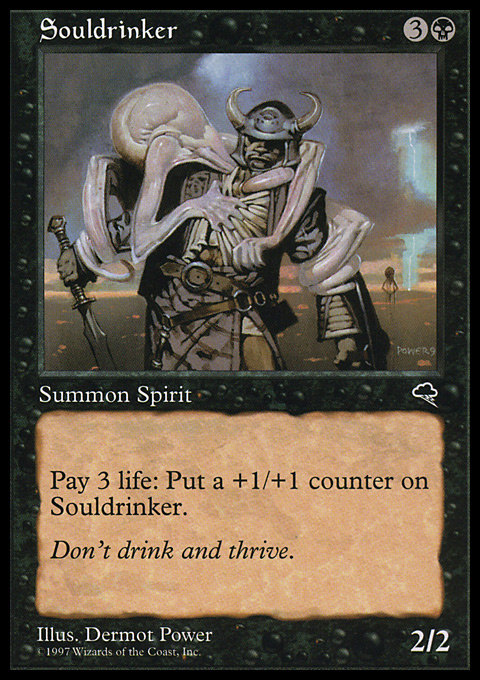 Souldrinker 3
POWER9
Summon Spirit
Pay 3 life: Put a +1/+1 counter on
Souldrinker.
Don't drink and thrive.
Illus. Dermot Power
©1997 Wizards of the Coast, Inc.
2/2